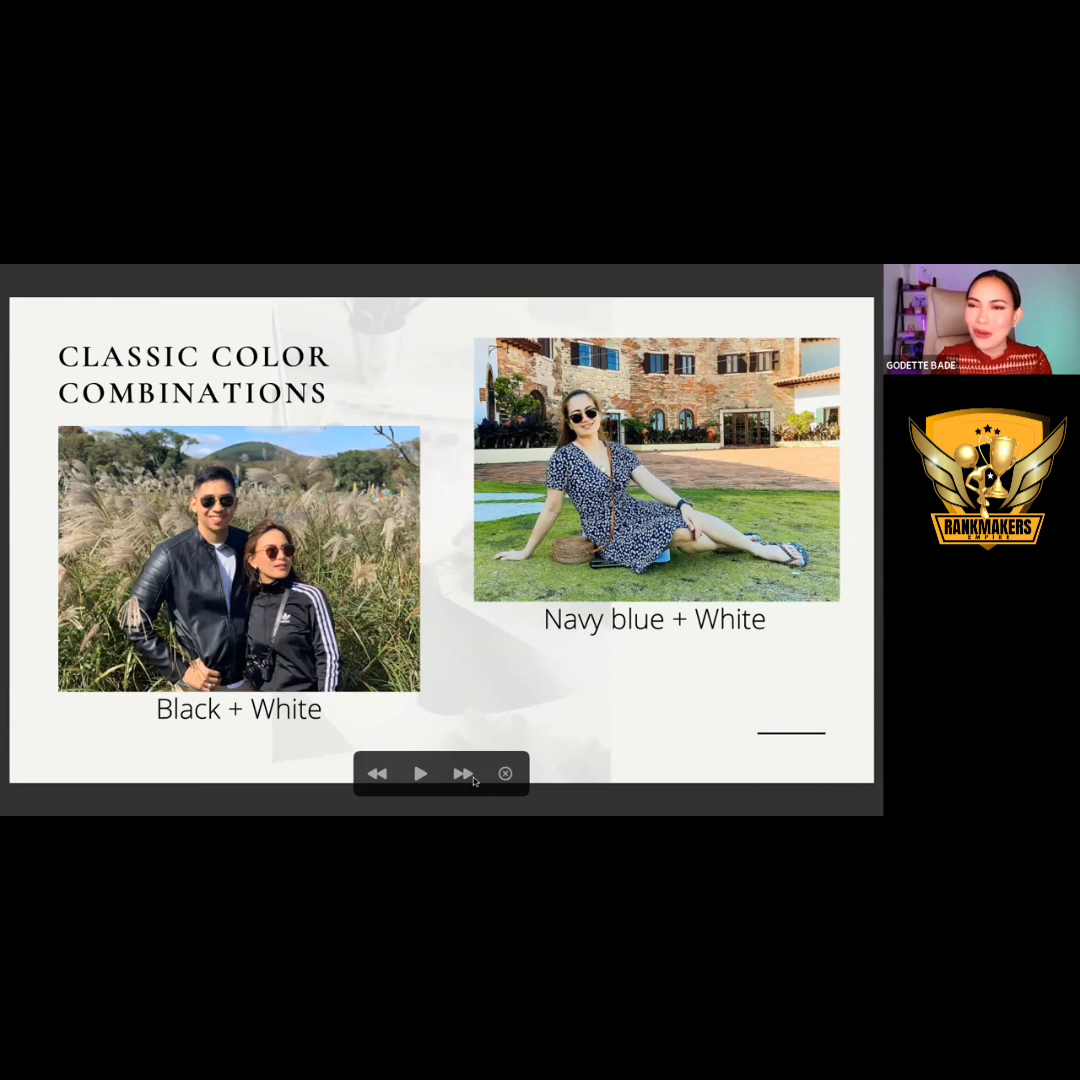 CLASSIC COLOR
COMBINATIONS
Black + White
Navy blue + White
GODETTE BADE
RANKMAKERS
EMPIRE